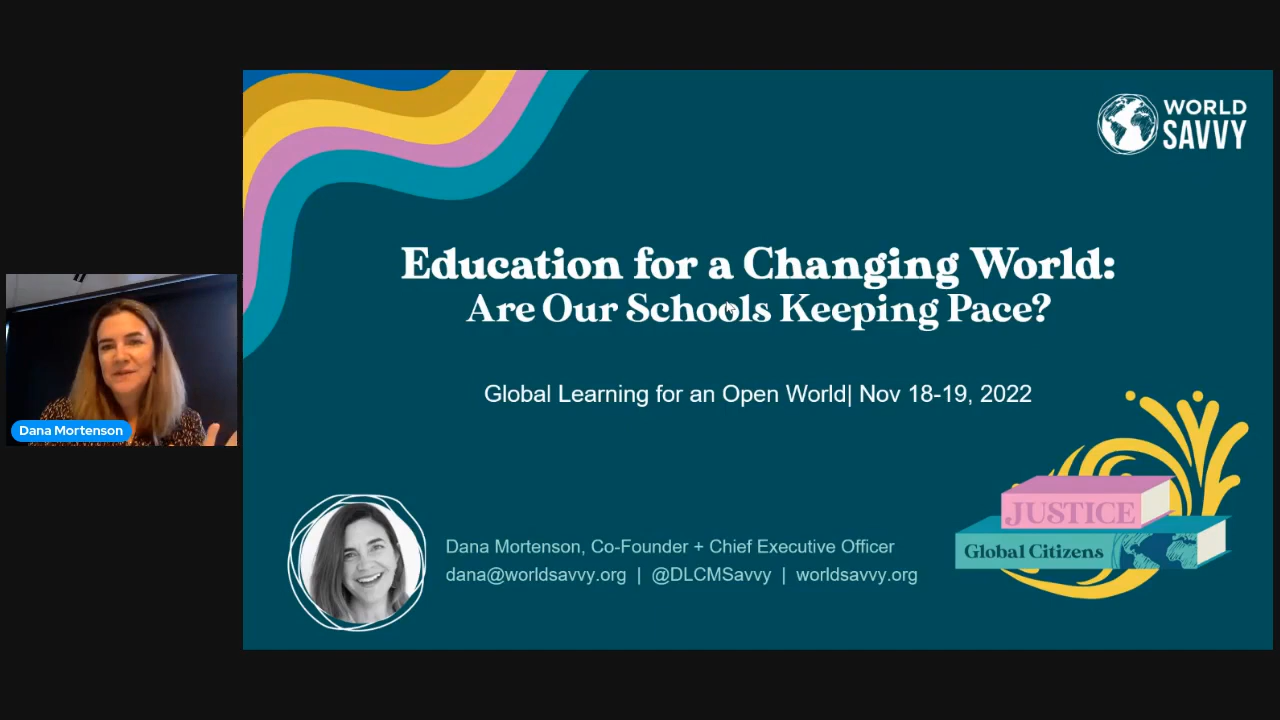 WORLD
SAVVY
Education for a Changing World:
Are Our Schools Keeping Pace?
Global Learning for an Open World| Nov 18-19, 2022
Dana Mortenson
JUSTICE
Global Citizens
Dana Mortenson, Co-Founder + Chief Executive Officer
dana@worldsavvy.org | @DLCMSavvy | worldsavvy.org